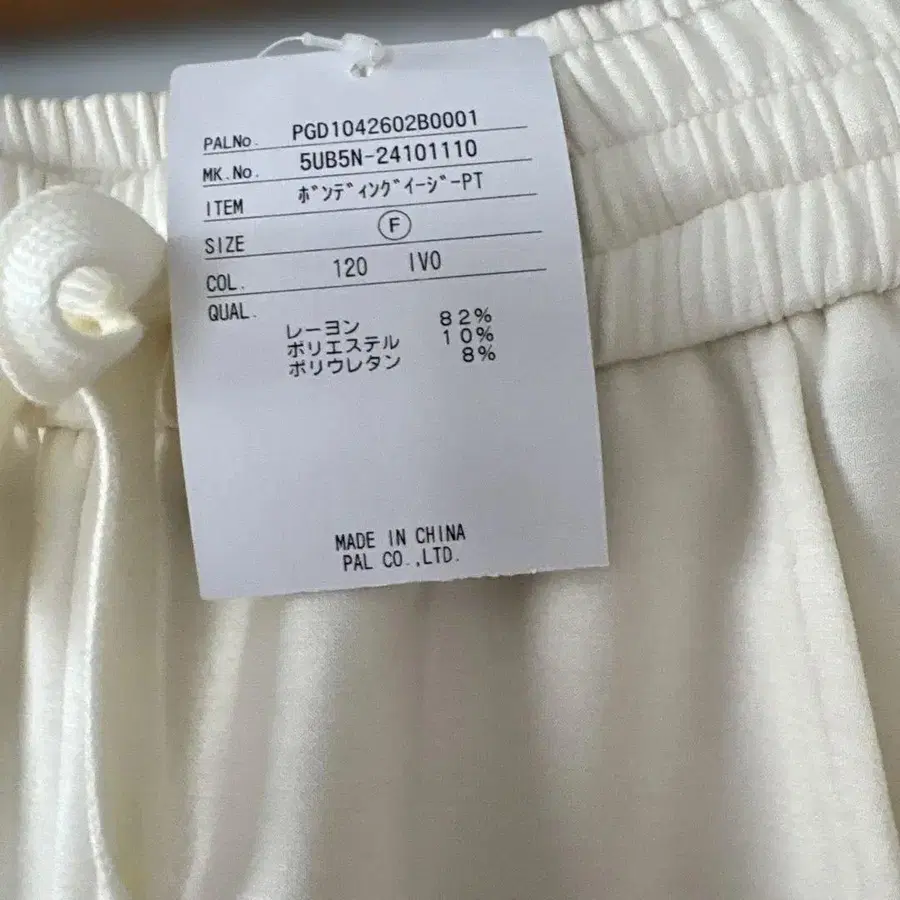 PALNo. PGD1042602B0001
MK.No. 5UB5N-24101110
ITEM ﾎﾞﾝﾃﾞｨﾝｸﾞｲｰｼﾞｰPT
SIZE F
COL. 120 IVO
QUAL.
レーヨン 82%
ポリエステル 10%
ポリウレタン 8%
MADE IN CHINA
PAL CO.,LTD.